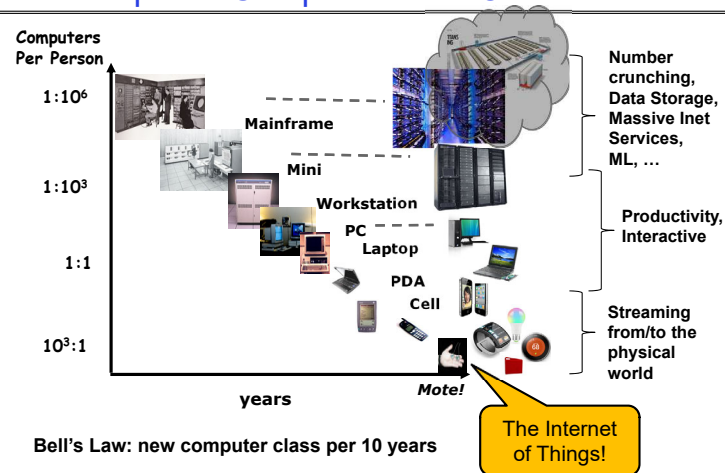 Computers
Per Person
1:10⁶
1:10³
1:1
10³:1
Mainframe
Mini
Workstation
PC
Laptop
PDA
Cell
Mote!
years
Number
crunching,
Data Storage,
Massive Inet
Services,
ML, …
Productivity,
Interactive
Streaming
from/to the
physical
world
The Internet
of Things!
Bell’s Law: new computer class per 10 years